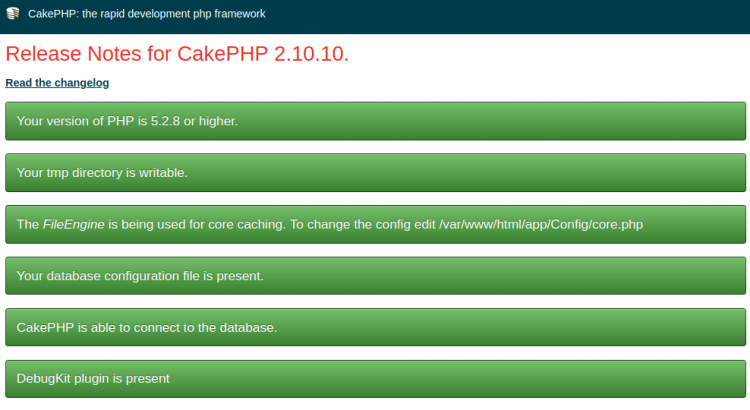 CakePHP: the rapid development php framework
Release Notes for CakePHP 2.10.10.
Read the changelog
Your version of PHP is 5.2.8 or higher.
Your tmp directory is writable.
The FileEngine is being used for core caching. To change the config edit /var/www/html/app/Config/core.php
Your database configuration file is present.
CakePHP is able to connect to the database.
DebugKit plugin is present